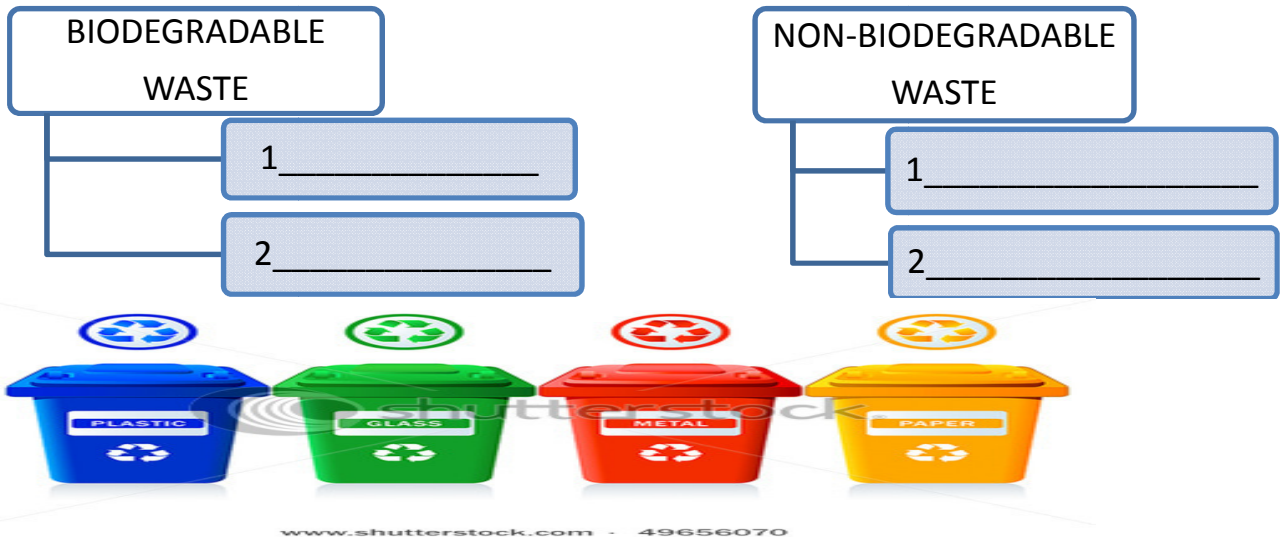 BIODEGRADABLE
WASTE
1______________
2_______________
NON-BIODEGRADABLE
WASTE
1__________________
2__________________
PLASTIC
GLASS
METAL
PAPER
shutterstock.
www.shutterstock.com · 49656070